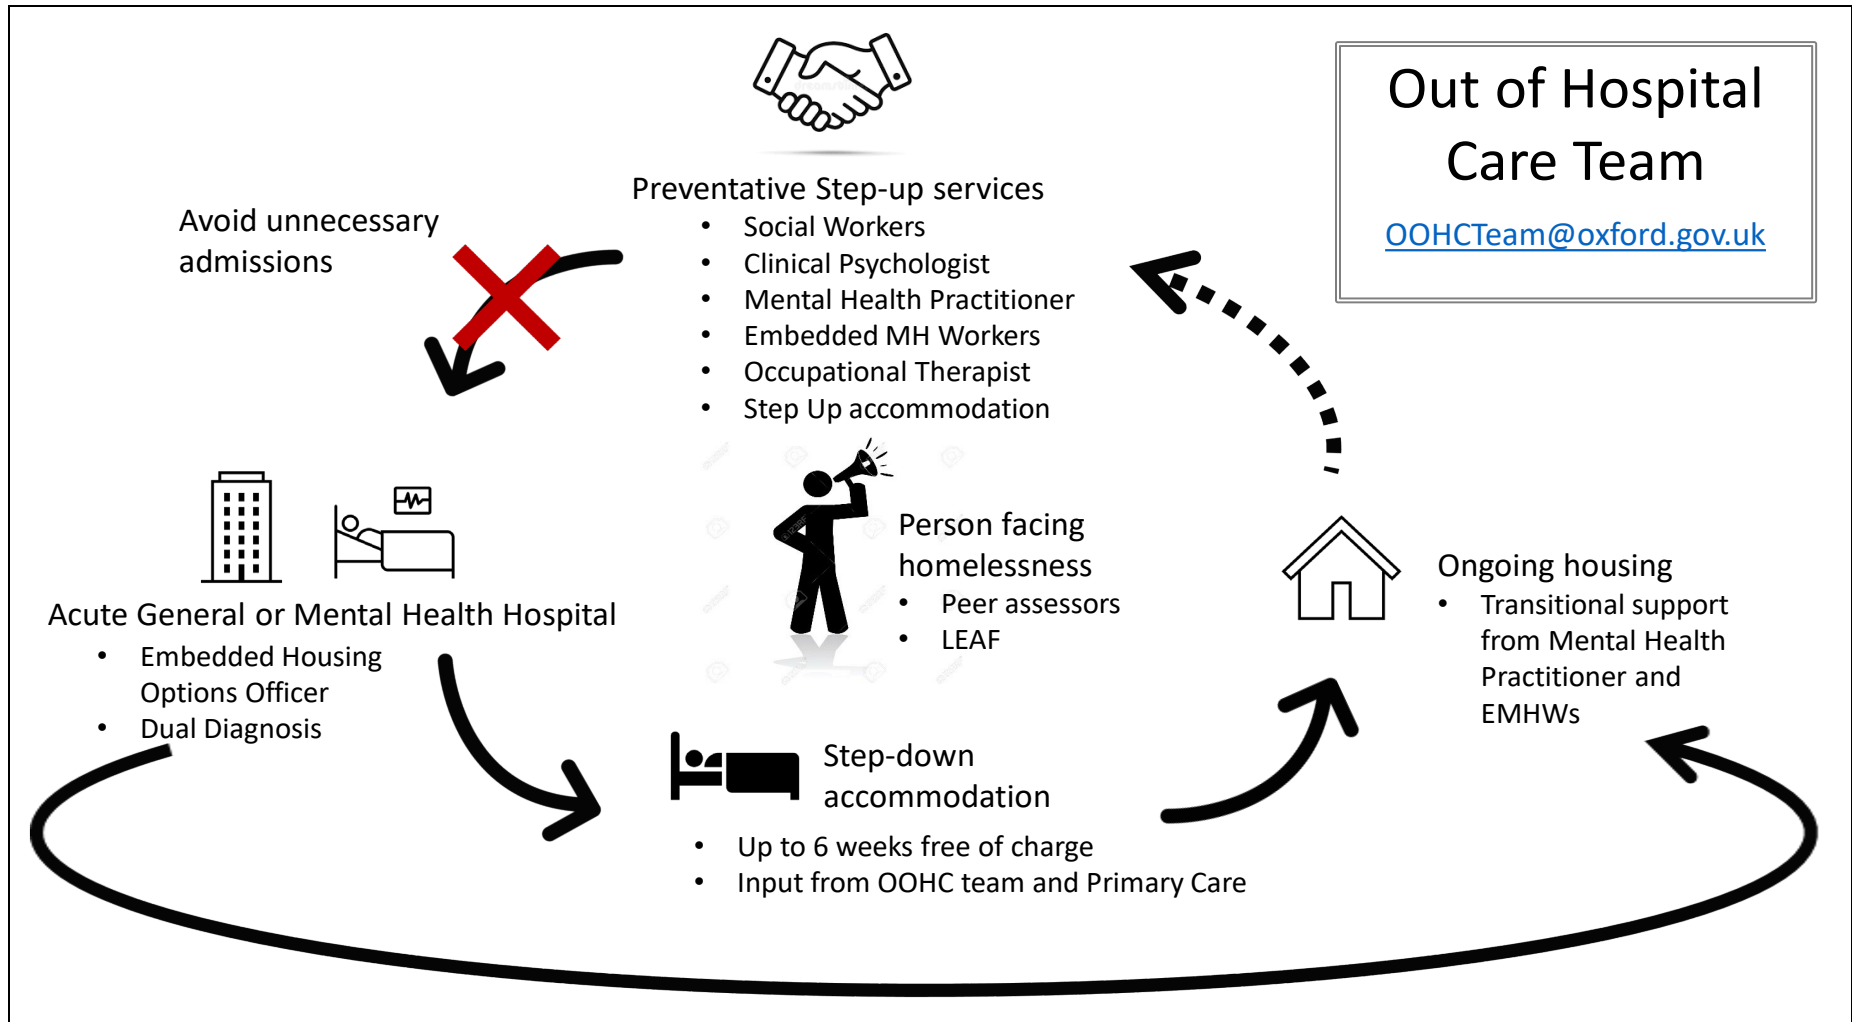 Out of Hospital
Care Team
OOHCTeam@oxford.gov.uk
Preventative Step-up services
• Social Workers
• Clinical Psychologist
• Mental Health Practitioner
• Embedded MH Workers
• Occupational Therapist
• Step Up accommodation
Avoid unnecessary
admissions
Person facing
homelessness
• Peer assessors
• LEAF
Acute General or Mental Health Hospital
• Embedded Housing
Options Officer
• Dual Diagnosis
Ongoing housing
• Transitional support
from Mental Health
Practitioner and
EMHWs
Step-down
accommodation
• Up to 6 weeks free of charge
• Input from OOHC team and Primary Care